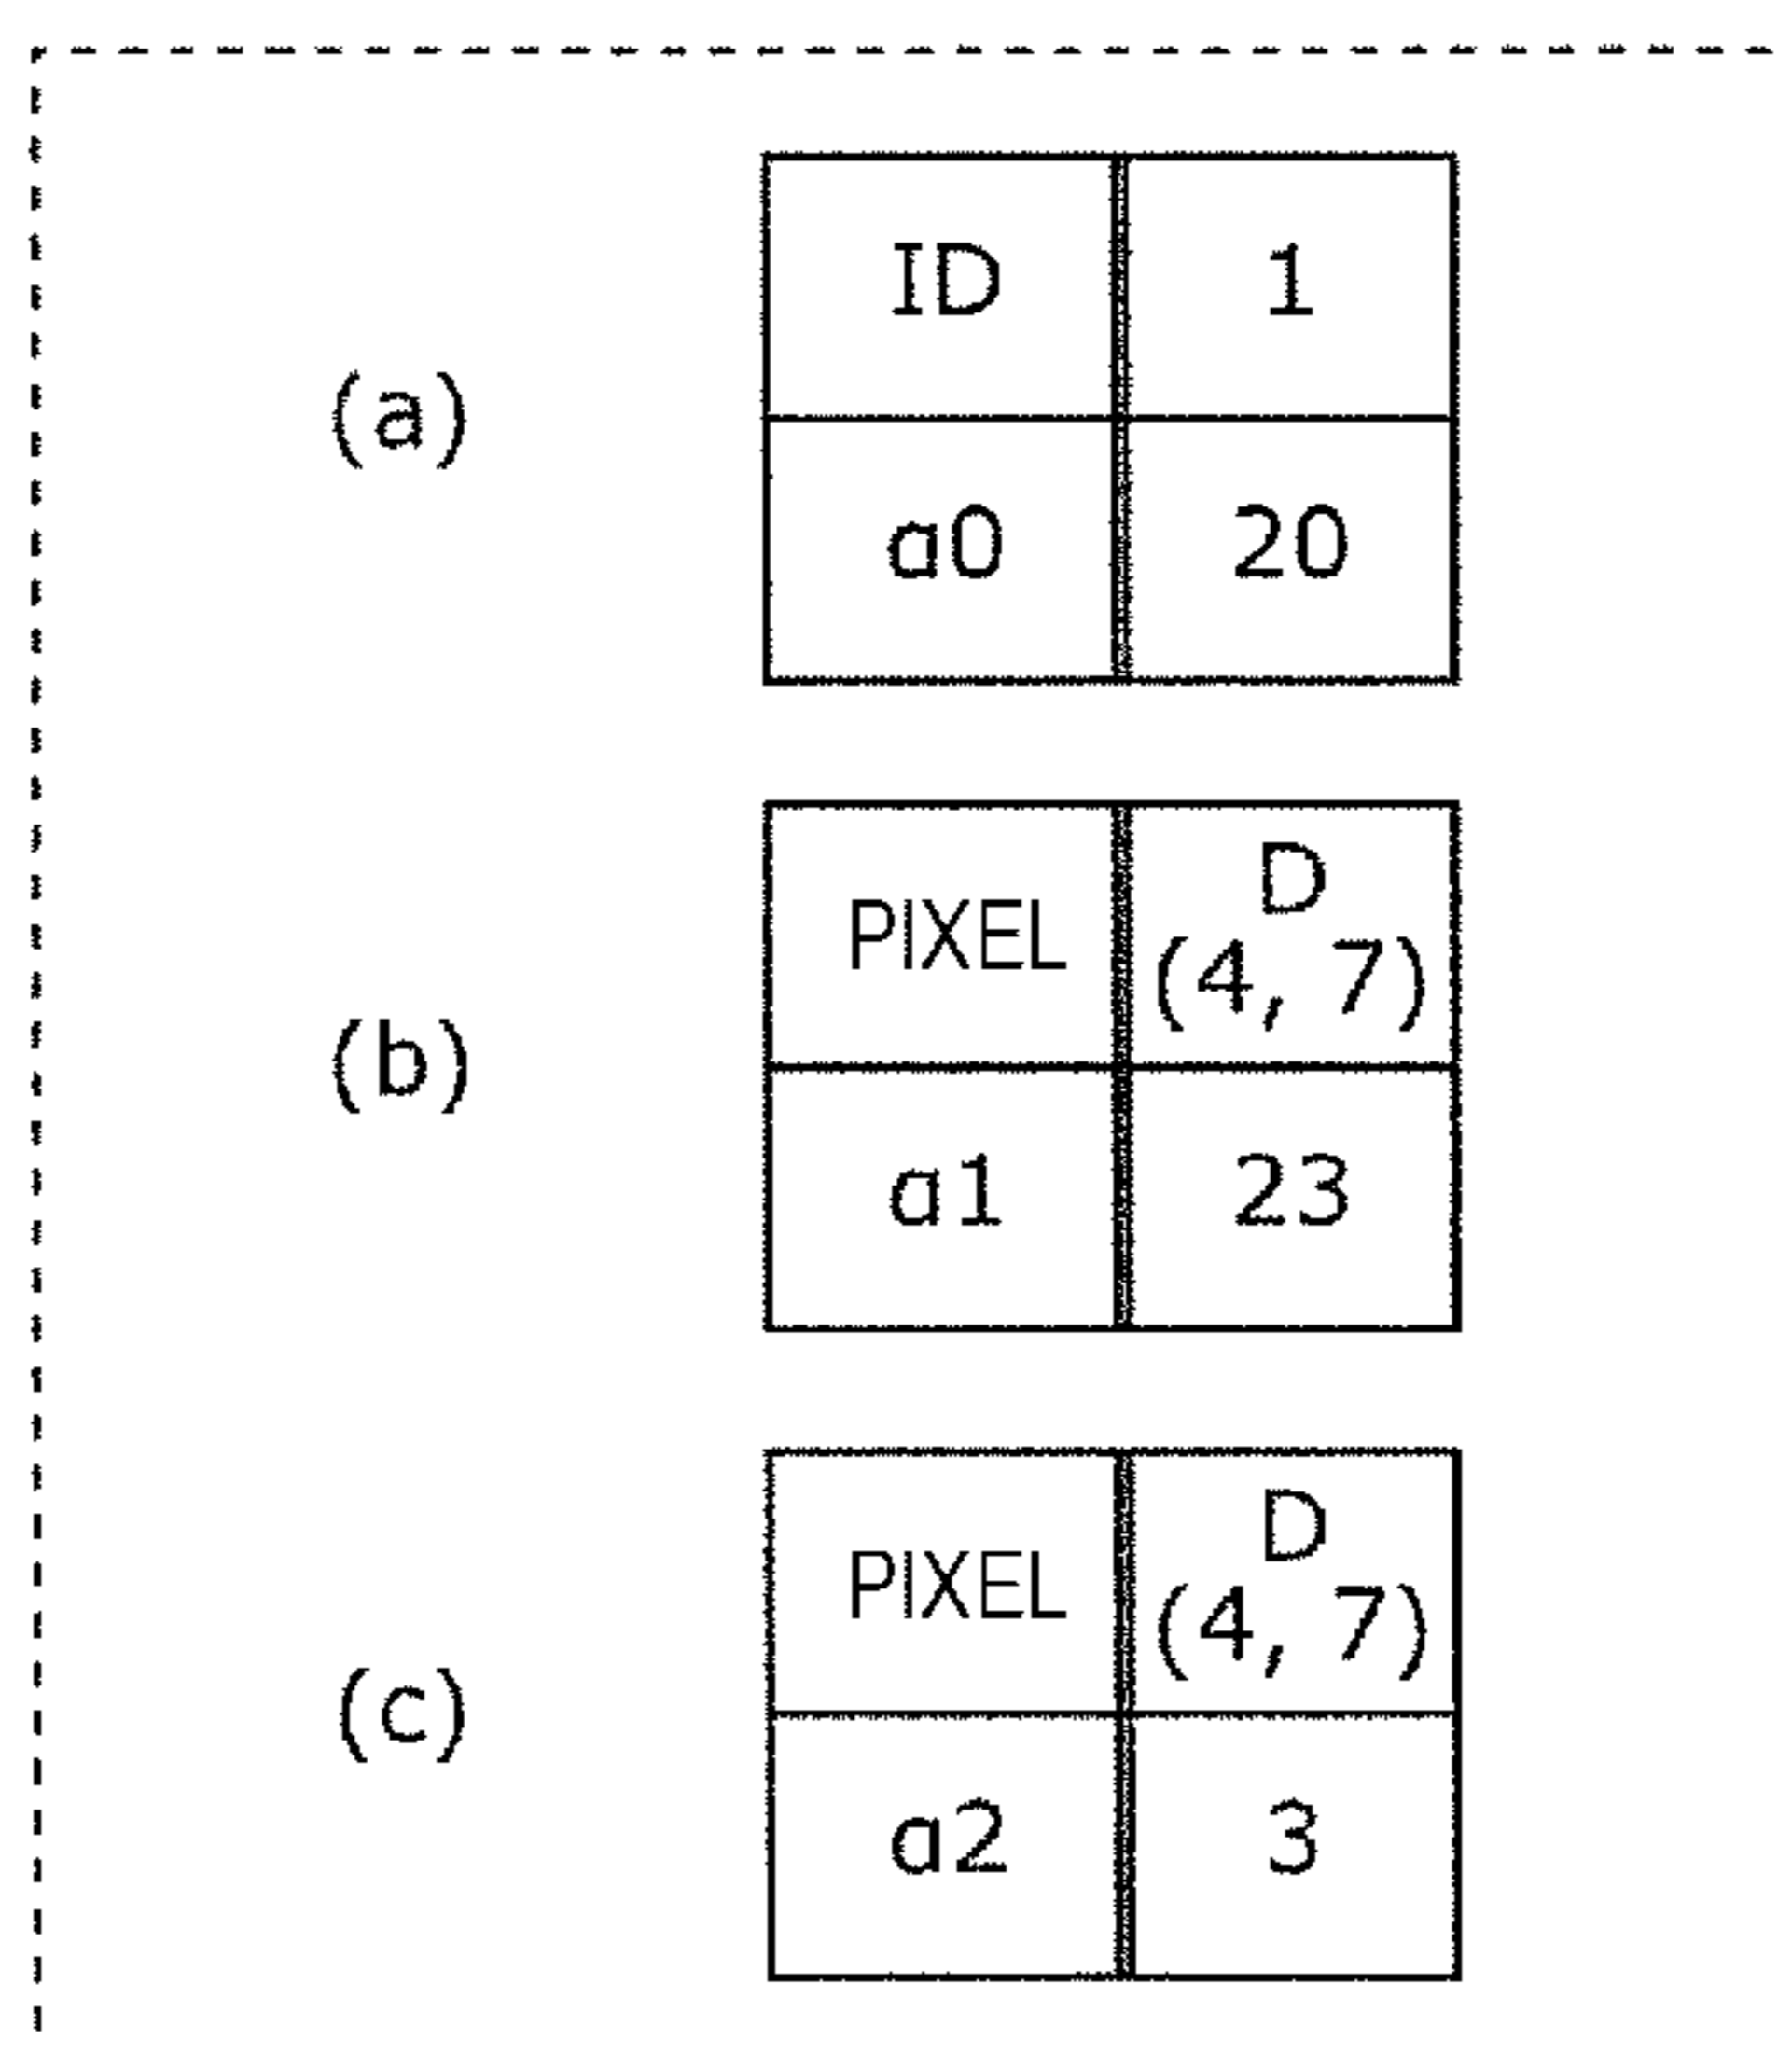 (a)
ID 1
a0 20
(b)
PIXEL D
(4, 7)
a1 23
(c)
PIXEL D
(4, 7)
a2 3